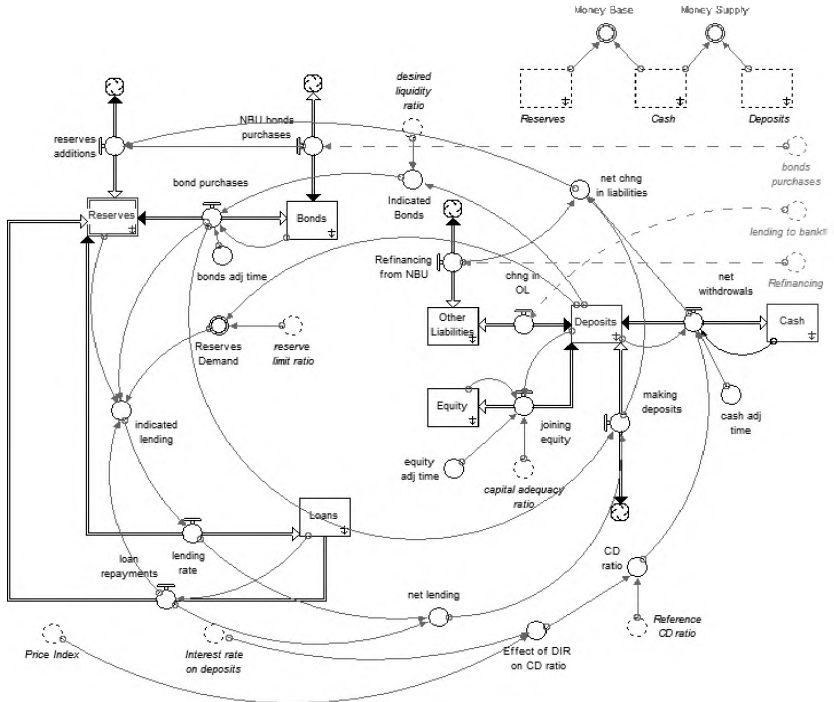 Money Base
Money Supply
desired
liquidity
ratio
Reserves
Cash
Deposits
reserves
additions
NBU bonds
purchases
bonds
purchases
bond purchases
net chng
in liabilities
Indicated
Bonds
Reserves
Bonds
lending to banks
Refinancing
from NBU
chng in
OL
net
withdrowals
bonds adj time
Refinancing
Other
Liabilities
Deposits
Cash
Reserves
Demand
reserve
limit ratio
Equity
making
deposits
indicated
lending
joining
equity
cash adj
time
equity
adj time
capital adequacy
ratio
Loans
loan
repayments
lending
rate
CD
ratio
net lending
Reference
CD ratio
Price Index
Interest rate
on deposits
Effect of DIR
on CD ratio